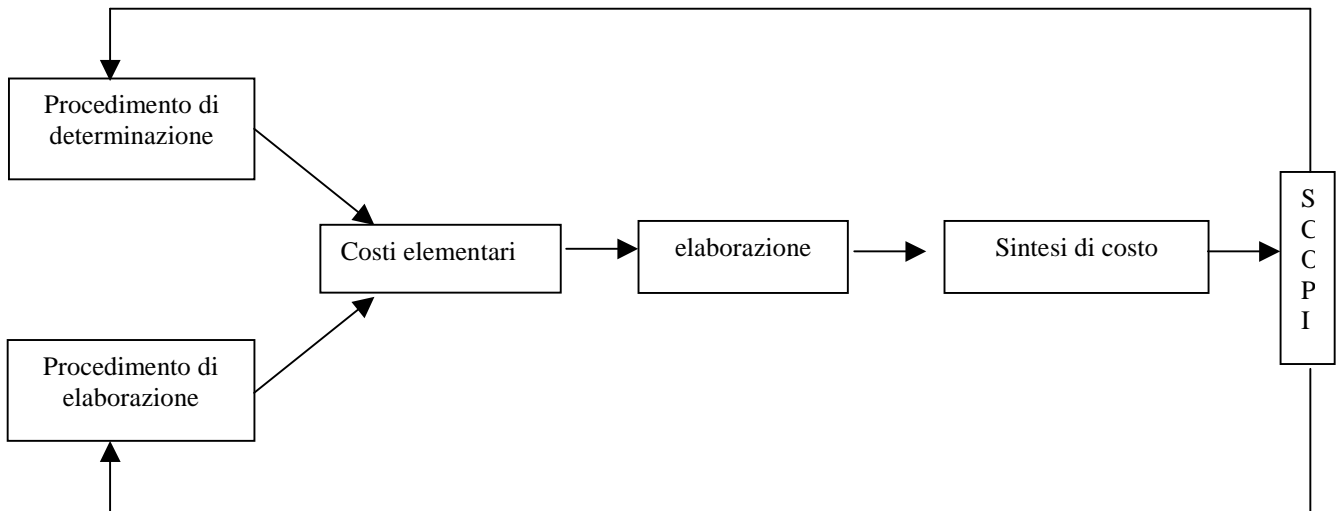 Procedimento di
determinazione
Costi elementari
elaborazione
Sintesi di costo
S
C
O
P
I
Procedimento di
elaborazione